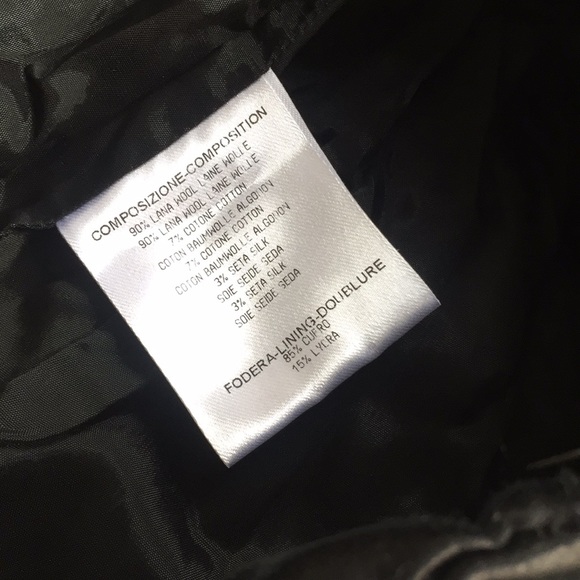 COMPOSIZIONE-COMPOSITION
90% LANA WOOL LAINE WOLLE
90% LANA WOOL LAINE WOLLE
7% COTONE COTTON
COTON BAUMWOLLE ALGOYON
7% COTONE COTTON
COTON BAUMWOLLE ALGOYON
3% SETA SILK
SOIE SEIDE SEDA
3% SETA SILK
SOIE SEIDE SEDA
FODERA-LINING-DOUBLURE
85% CUPRO
15% LYCRA